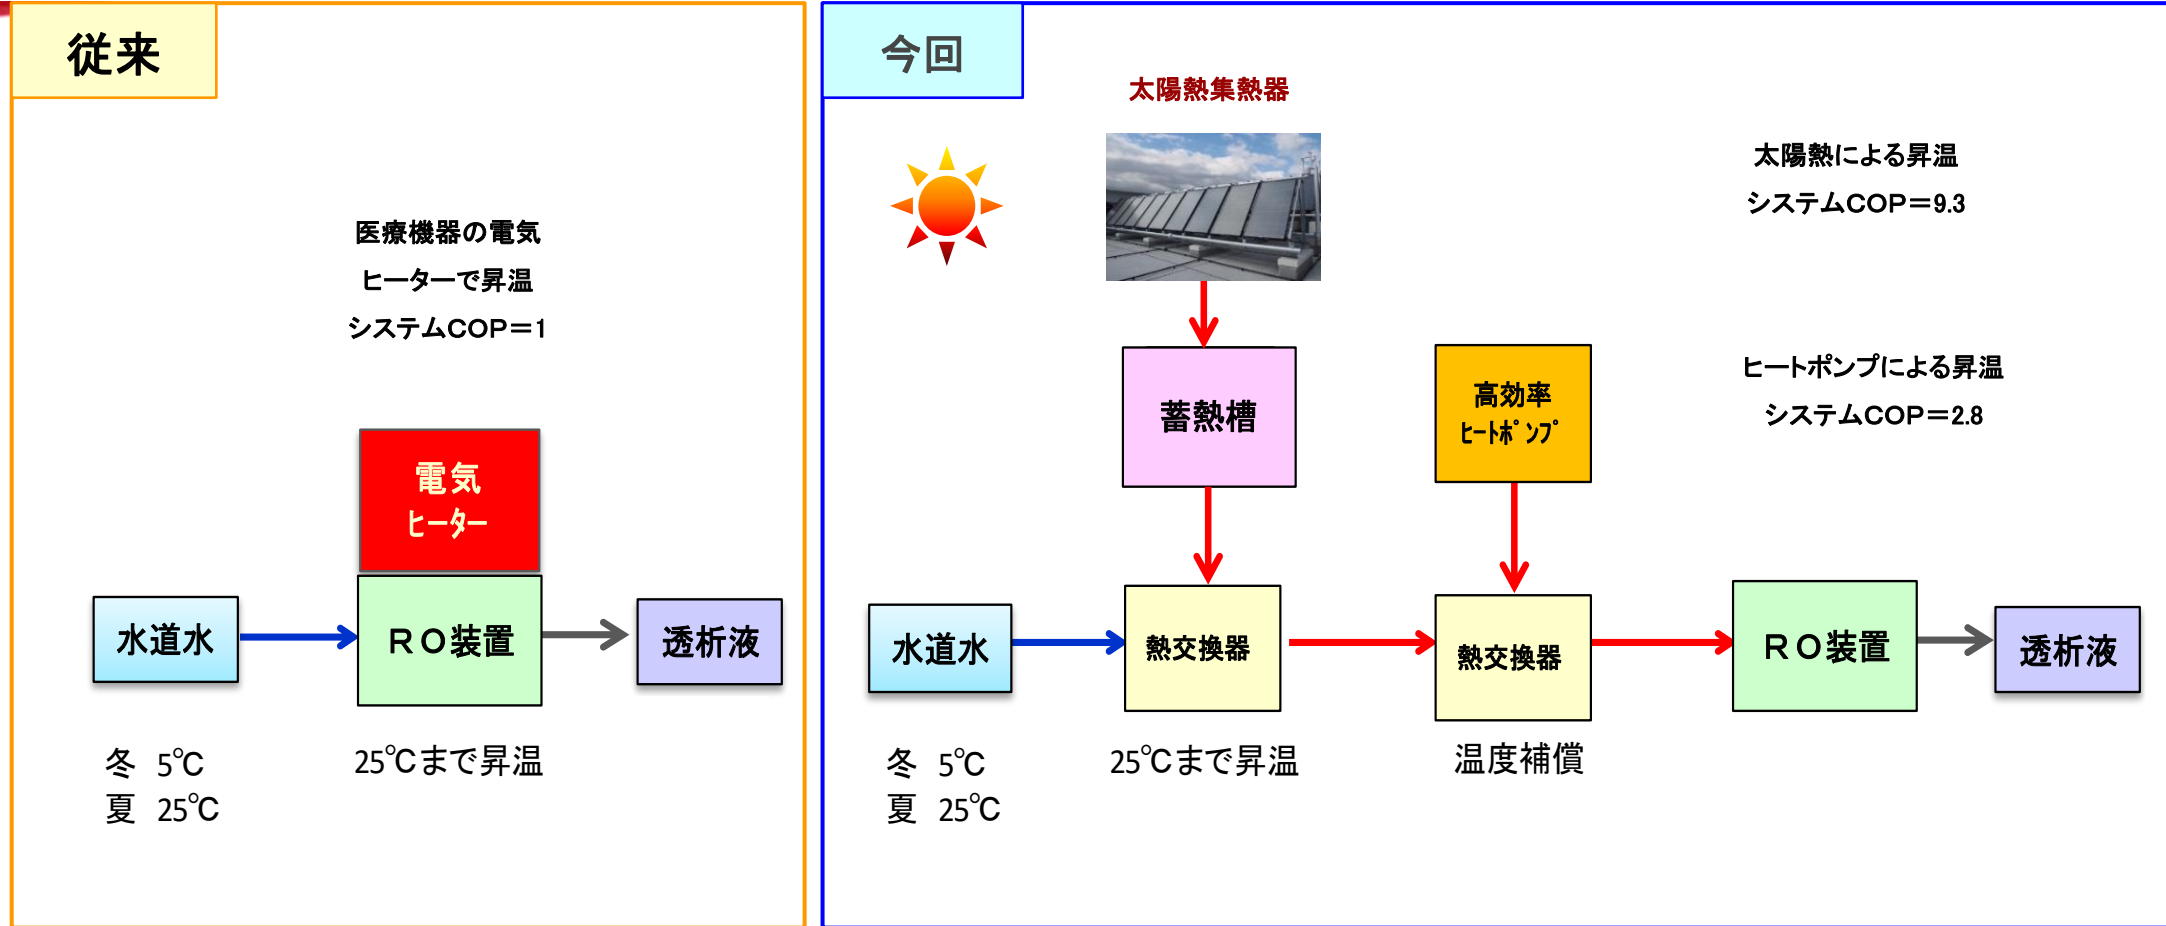 従来
医療機器の電気
ヒーターで昇温
システムCOP＝1
電気
ヒーター
水道水
RO装置
透析液
冬 5℃
夏 25℃
25℃まで昇温
今回
太陽熱集熱器
太陽熱による昇温
システムCOP＝9.3
蓄熱槽
高効率
ﾋｰﾄﾎﾟﾝﾌﾟ
ヒートポンプによる昇温
システムCOP＝2.8
水道水
熱交換器
熱交換器
RO装置
透析液
冬 5℃
夏 25℃
25℃まで昇温
温度補償